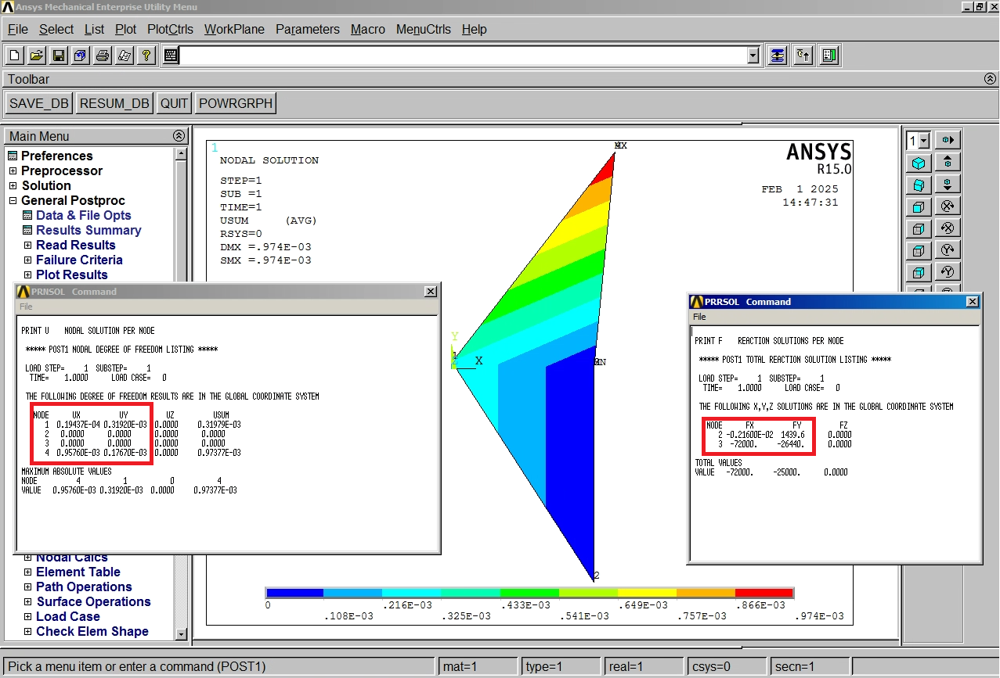 Ansys Mechanical Enterprise Utility Menu
File Select List Plot PlotCtrls WorkPlane Parameters Macro MenuCtrls Help
Toolbar
SAVE_DB RESUM_DB QUIT POWRGRPH
Main Menu
Preferences
Preprocessor
Solution
General Postproc
Data & File Opts
Results Summary
Read Results
Failure Criteria
Plot Results
Nodal Calcs
Element Table
Path Operations
Surface Operations
Load Case
Check Elem Shape
1
NODAL SOLUTION
STEP=1
SUB =1
TIME=1
USUM (AVG)
RSYS=0
DMX =.974E-03
SMX =.974E-03
ANSYS
R15.0
FEB 1 2025
14:47:31
Y
1
X
2
0 .216E-03 .433E-03 .649E-03 .866E-03
.108E-03 .325E-03 .541E-03 .757E-03 .974E-03
1
PRNSOL Command
File
PRINT U NODAL SOLUTION PER NODE
***** POST1 NODAL DEGREE OF FREEDOM LISTING *****
LOAD STEP= 1 SUBSTEP= 1
TIME= 1.0000 LOAD CASE= 0
THE FOLLOWING DEGREE OF FREEDOM RESULTS ARE IN THE GLOBAL COORDINATE SYSTEM
NODE UX UY UZ USUM
1 0.19437E-04 0.31920E-03 0.0000 0.31979E-03
2 0.0000 0.0000 0.0000 0.0000
3 0.0000 0.0000 0.0000 0.0000
4 0.95760E-03 0.17670E-03 0.0000 0.97377E-03
MAXIMUM ABSOLUTE VALUES
NODE 4 1 0 4
VALUE 0.95760E-03 0.31920E-03 0.0000 0.97377E-03
PRRSOL Command
File
PRINT F REACTION SOLUTIONS PER NODE
***** POST1 TOTAL REACTION SOLUTION LISTING *****
LOAD STEP= 1 SUBSTEP= 1
TIME= 1.0000 LOAD CASE= 0
THE FOLLOWING X,Y,Z SOLUTIONS ARE IN THE GLOBAL COORDINATE SYSTEM
NODE FX FY FZ
2 -0.21600E-02 1439.6 0.0000
3 -72000. -26440. 0.0000
TOTAL VALUES
VALUE -72000. -25000. 0.0000
Pick a menu item or enter a command (POST1) mat=1 type=1 real=1 csys=0 secn=1